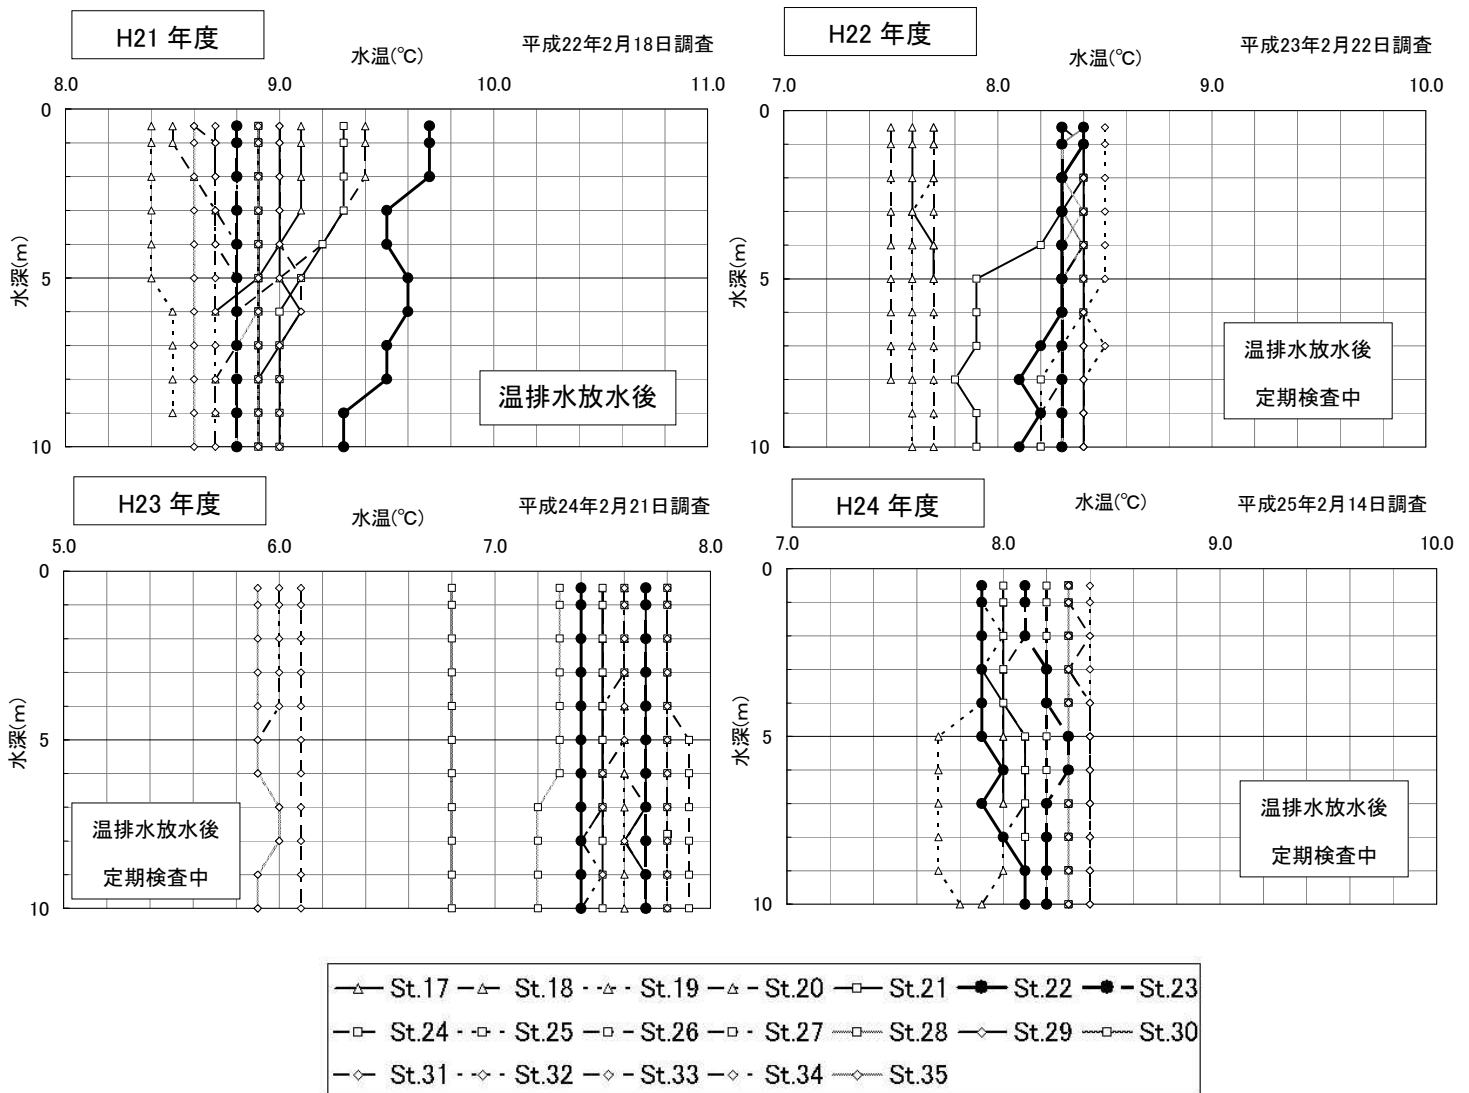 H21 年度
水温(℃)
平成22年2月18日調査
8.0 9.0 10.0 11.0
0
5
10
水深(m)
温排水放水後
H22 年度
水温(℃)
平成23年2月22日調査
7.0 8.0 9.0 10.0
0
5
10
水深(m)
温排水放水後
定期検査中
H23 年度
水温(℃)
平成24年2月21日調査
5.0 6.0 7.0 8.0
0
5
10
水深(m)
温排水放水後
定期検査中
H24 年度
水温(℃)
平成25年2月14日調査
7.0 8.0 9.0 10.0
0
5
10
水深(m)
温排水放水後
定期検査中
St.17 St.18 St.19 St.20 St.21 St.22 St.23
St.24 St.25 St.26 St.27 St.28 St.29 St.30
St.31 St.32 St.33 St.34 St.35